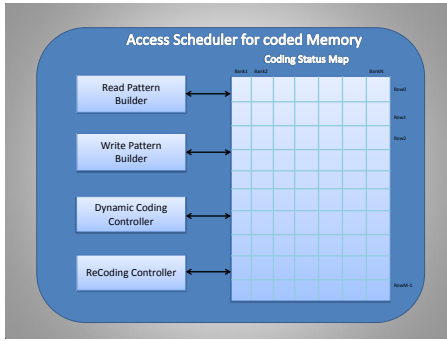 Access Scheduler for coded Memory
Coding Status Map
Bank1 Bank2 BankN
Read Pattern
Builder
Row0
Row1
Write Pattern
Builder
Row2
Dynamic Coding
Controller
ReCoding Controller
RowM-1